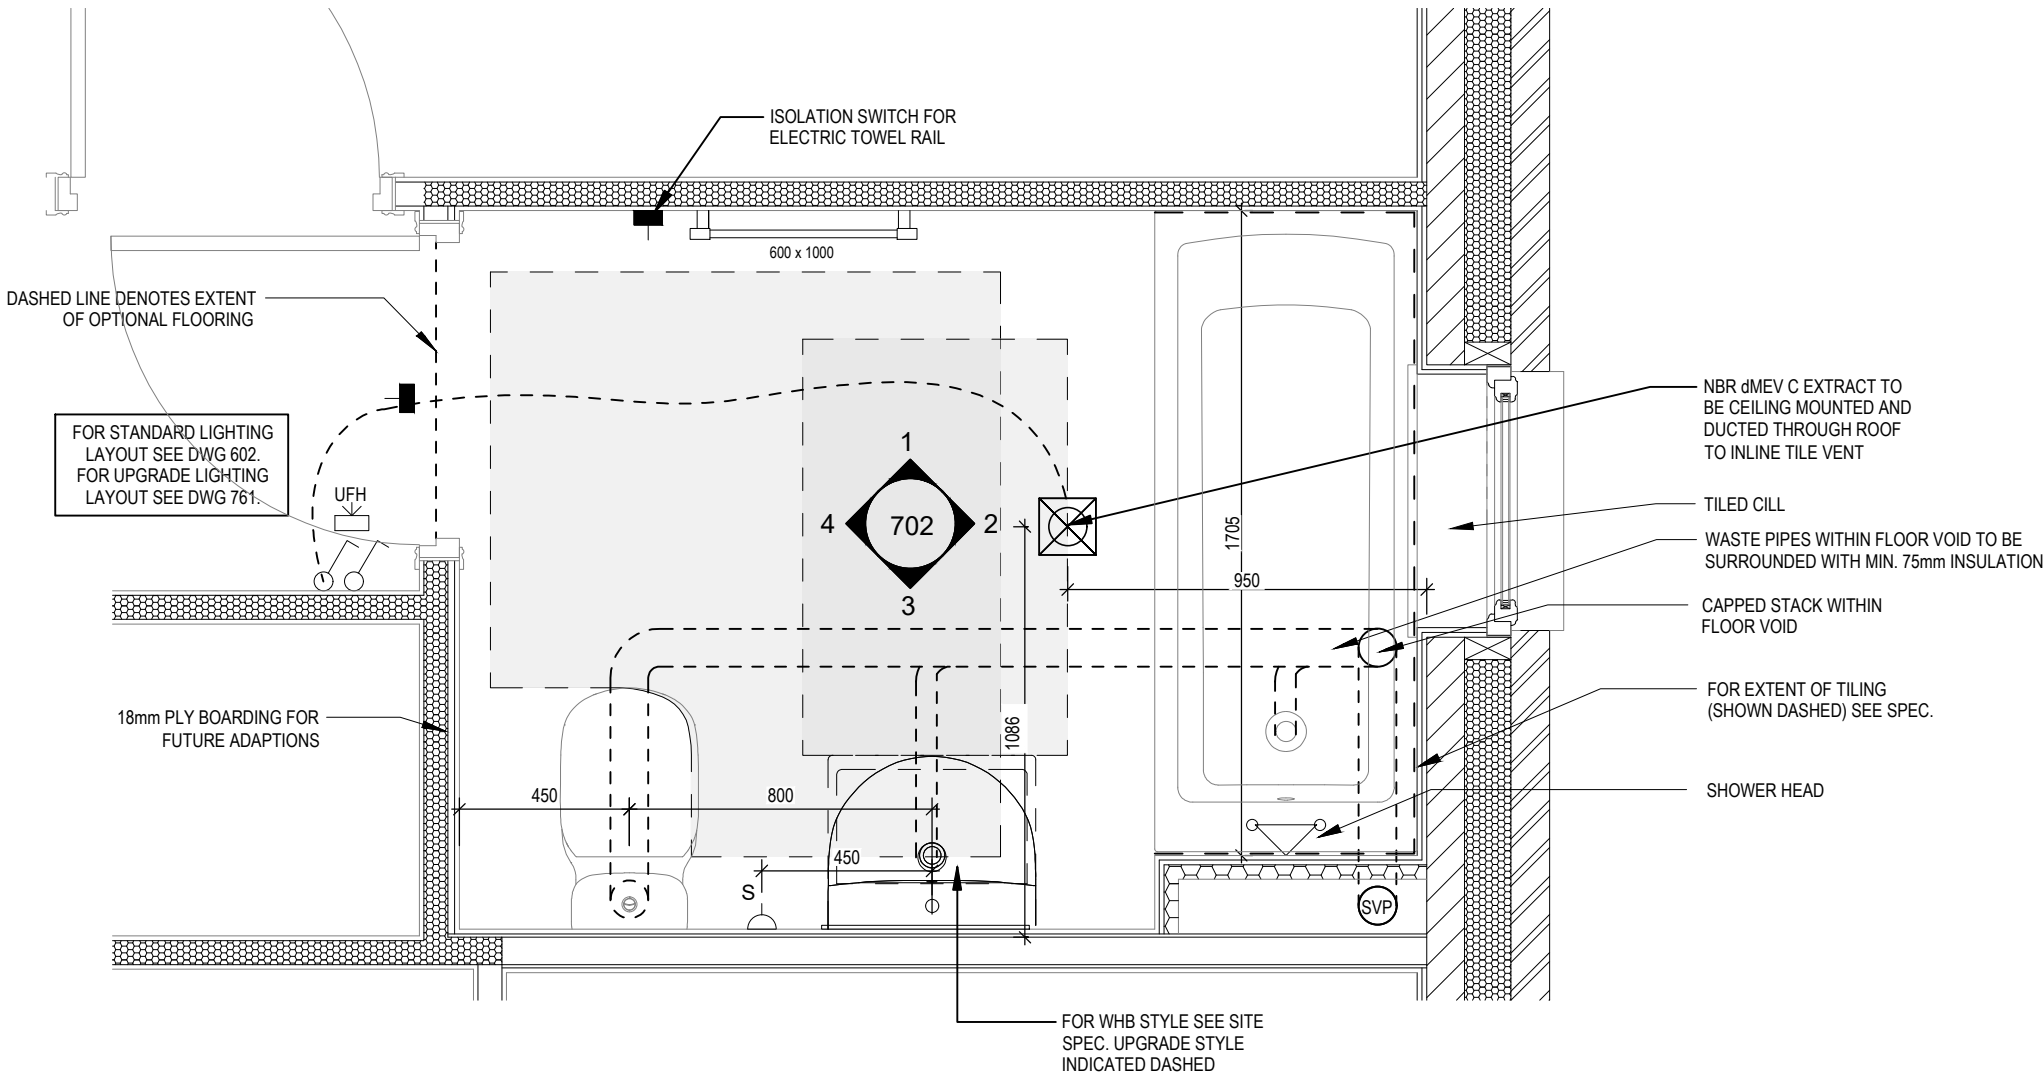 ISOLATION SWITCH FOR
ELECTRIC TOWEL RAIL
600 x 1000
DASHED LINE DENOTES EXTENT
OF OPTIONAL FLOORING
FOR STANDARD LIGHTING
LAYOUT SEE DWG 602.
FOR UPGRADE LIGHTING
LAYOUT SEE DWG 761.
UFH
1
4
702
2
3
1705
950
1086
NBR dMEV C EXTRACT TO
BE CEILING MOUNTED AND
DUCTED THROUGH ROOF
TO INLINE TILE VENT
TILED CILL
WASTE PIPES WITHIN FLOOR VOID TO BE
SURROUNDED WITH MIN. 75mm INSULATION
CAPPED STACK WITHIN
FLOOR VOID
FOR EXTENT OF TILING
(SHOWN DASHED) SEE SPEC.
SHOWER HEAD
18mm PLY BOARDING FOR
FUTURE ADAPTIONS
450
800
450
S
SVP
FOR WHB STYLE SEE SITE
SPEC. UPGRADE STYLE
INDICATED DASHED